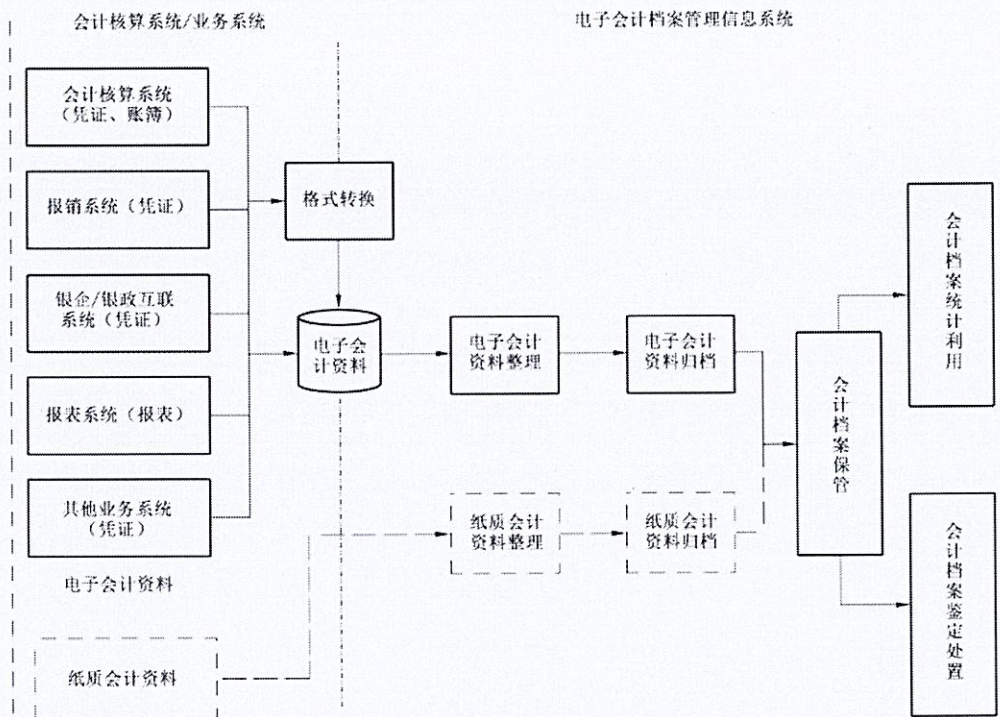 会计核算系统/业务系统
电子会计档案管理信息系统
会计核算系统
（凭证、账簿）
报销系统（凭证）
银企/银政互联
系统（凭证）
报表系统（报表）
其他业务系统
（凭证）
电子会计资料
纸质会计资料
格式转换
电子会
计资料
电子会计
资料整理
电子会计
资料归档
纸质会计
资料整理
纸质会计
资料归档
会计档案保管
会计档案统计利用
会计档案鉴定处置